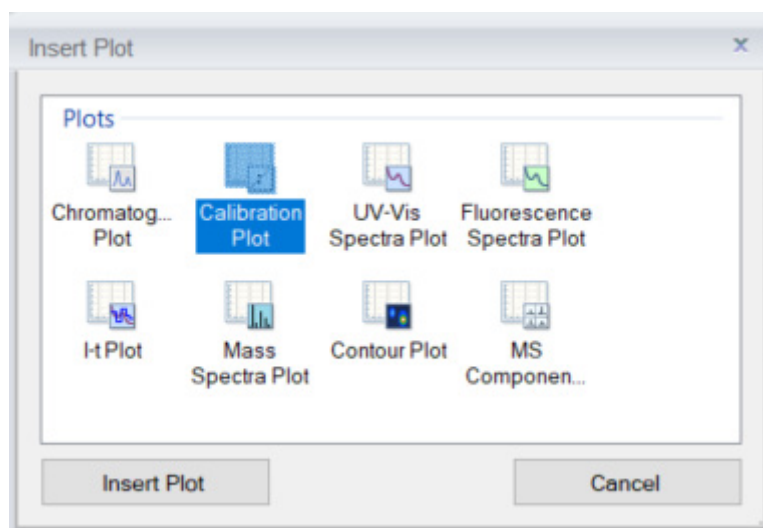 Insert Plot
Plots
Chromatog...
Plot
Calibration
Plot
UV-Vis
Spectra Plot
Fluorescence
Spectra Plot
I-t Plot
Mass
Spectra Plot
Contour Plot
MS
Componen...
Insert Plot
Cancel